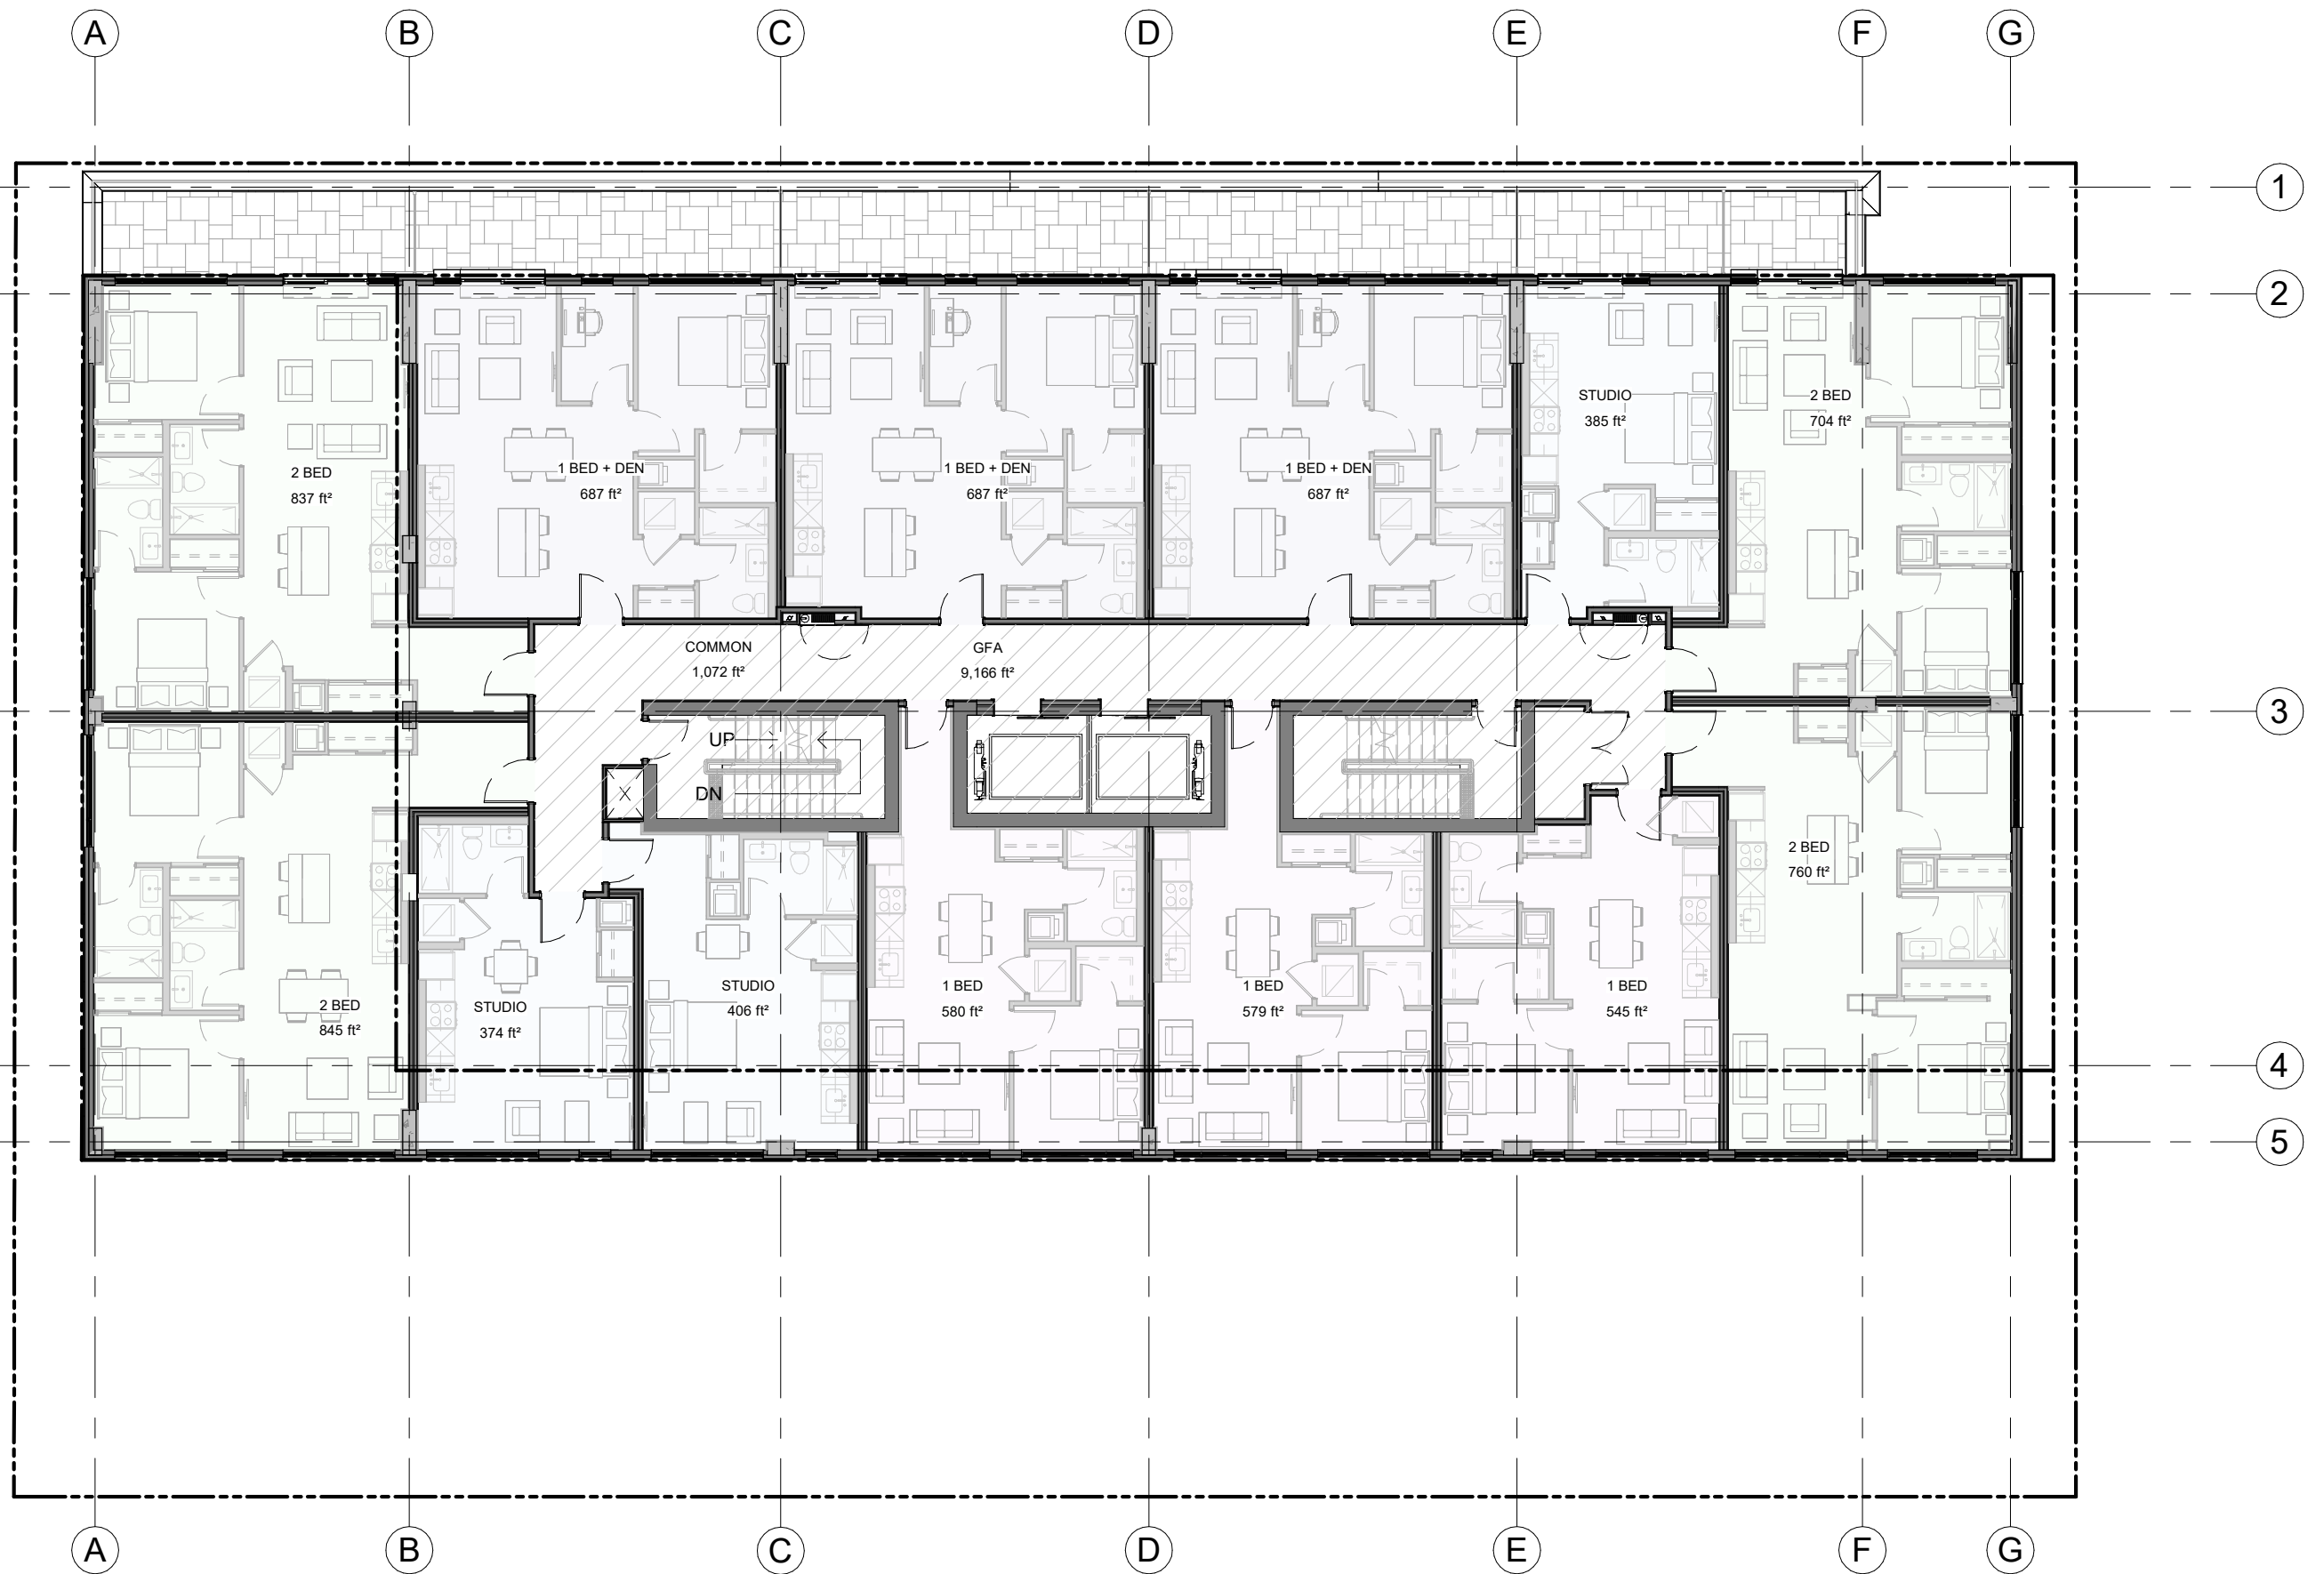 A B C D E F G
1
2
STUDIO
385 ft²
2 BED
704 ft²
2 BED
837 ft²
1 BED + DEN
687 ft²
1 BED + DEN
687 ft²
1 BED + DEN
687 ft²
COMMON
1,072 ft²
GFA
9,166 ft²
3
UP
DN
X
2 BED
760 ft²
2 BED
845 ft²
STUDIO
374 ft²
STUDIO
406 ft²
1 BED
580 ft²
1 BED
579 ft²
1 BED
545 ft²
4
5
A B C D E F G